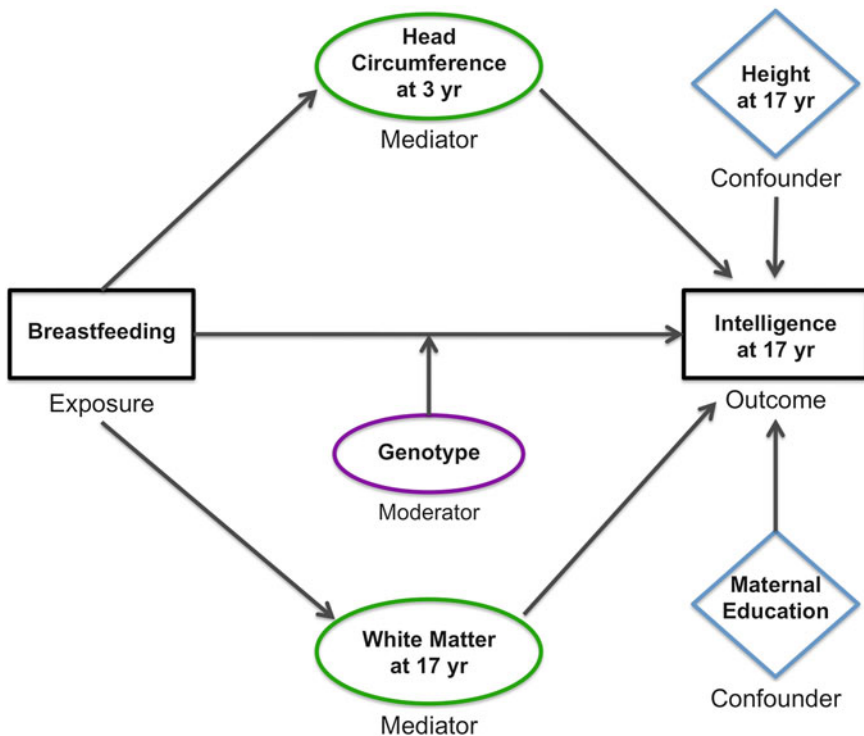 Head
Circumference
at 3 yr
Mediator
Height
at 17 yr
Confounder
Breastfeeding
Exposure
Intelligence
at 17 yr
Outcome
Genotype
Moderator
White Matter
at 17 yr
Mediator
Maternal
Education
Confounder